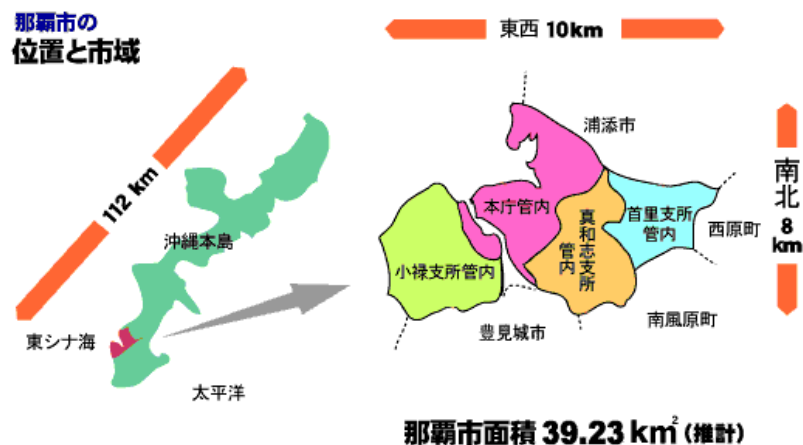 那覇市の
位置と市域
東西 10km
112 km
沖縄本島
東シナ海
太平洋
浦添市
本庁管内
真和志支所
管内
首里支所
管内
小禄支所管内
西原町
南風原町
豊見城市
南北 8 km
那覇市面積 39.23 km² (推計)